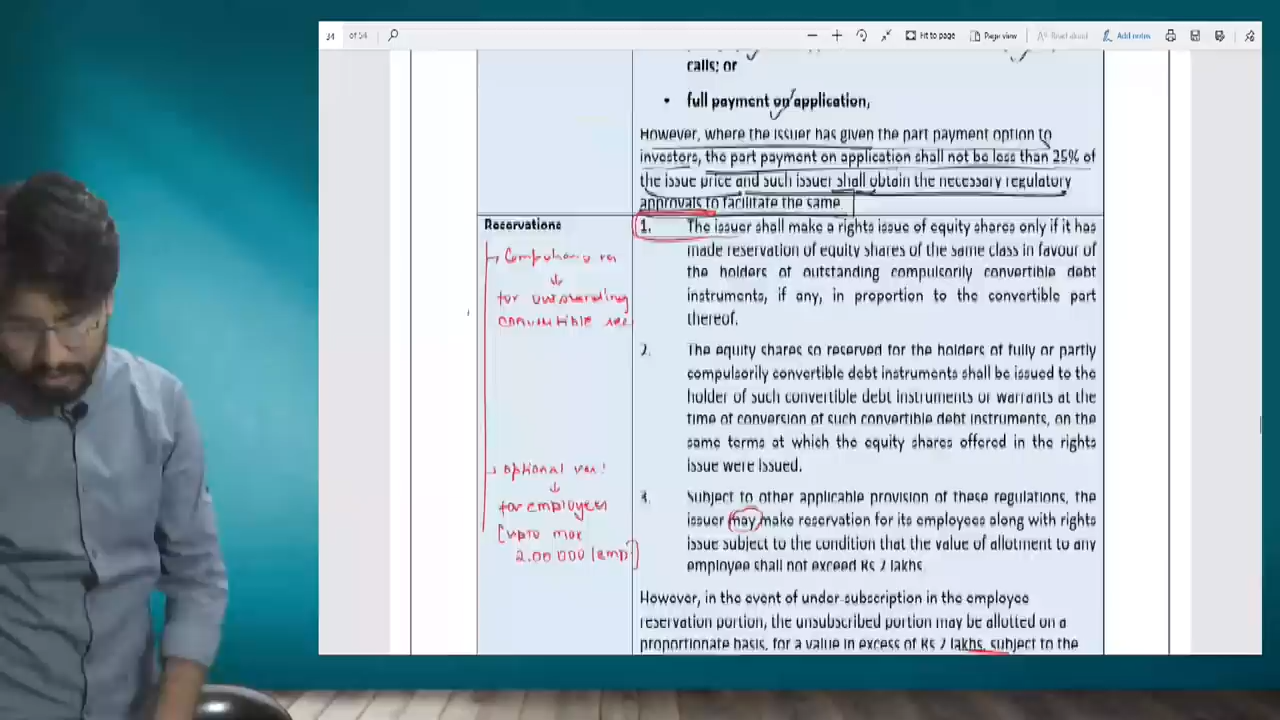 34 of 54 Fit to page Page view Read aloud Add notes
calls; or
• full payment on application,
However, where the issuer has given the part payment option to
investors, the part payment on application shall not be less than 25% of
the issue price and such issuer shall obtain the necessary regulatory
approvals to facilitate the same
Reservations
Compulsory res
for outstanding
convertible sec
optional res!
for employees
[upto max
2,00,000/emp]
1. The issuer shall make a rights issue of equity shares only if it has
made reservation of equity shares of the same class in favour of
the holders of outstanding compulsorily convertible debt
instruments, if any, in proportion to the convertible part
thereof.
2. The equity shares so reserved for the holders of fully or partly
compulsorily convertible debt instruments shall be issued to the
holder of such convertible debt instruments or warrants at the
time of conversion of such convertible debt instruments, on the
same terms at which the equity shares offered in the rights
issue were issued.
3. Subject to other applicable provision of these regulations, the
issuer may make reservation for its employees along with rights
issue subject to the condition that the value of allotment to any
employee shall not exceed Rs 2 lakhs.
However, in the event of under-subscription in the employee
reservation portion, the unsubscribed portion may be allotted on a
proportionate basis, for a value in excess of Rs 2 lakhs, subject to the